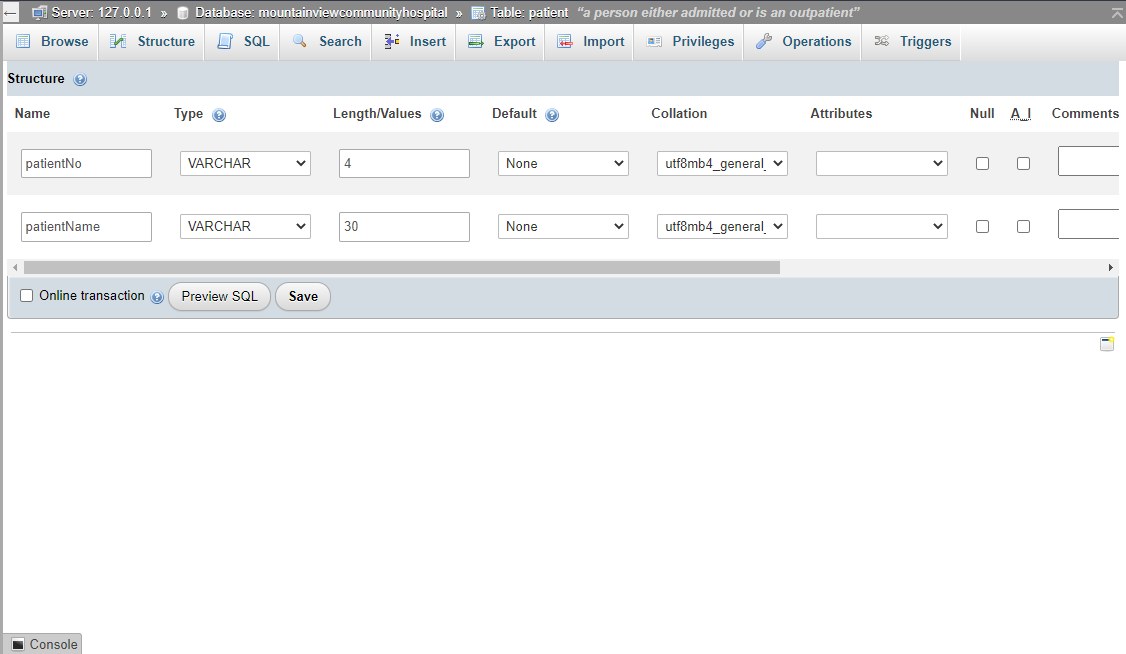 Server: 127.0.0.1 » Database: mountainviewcommunityhospital » Table: patient "a person either admitted or is an outpatient"
Browse Structure SQL Search Insert Export Import Privileges Operations Triggers
Structure
Name Type Length/Values Default Collation Attributes Null A_I Comments
patientNo VARCHAR 4 None utf8mb4_general_
patientName VARCHAR 30 None utf8mb4_general_
Online transaction Preview SQL Save
Console